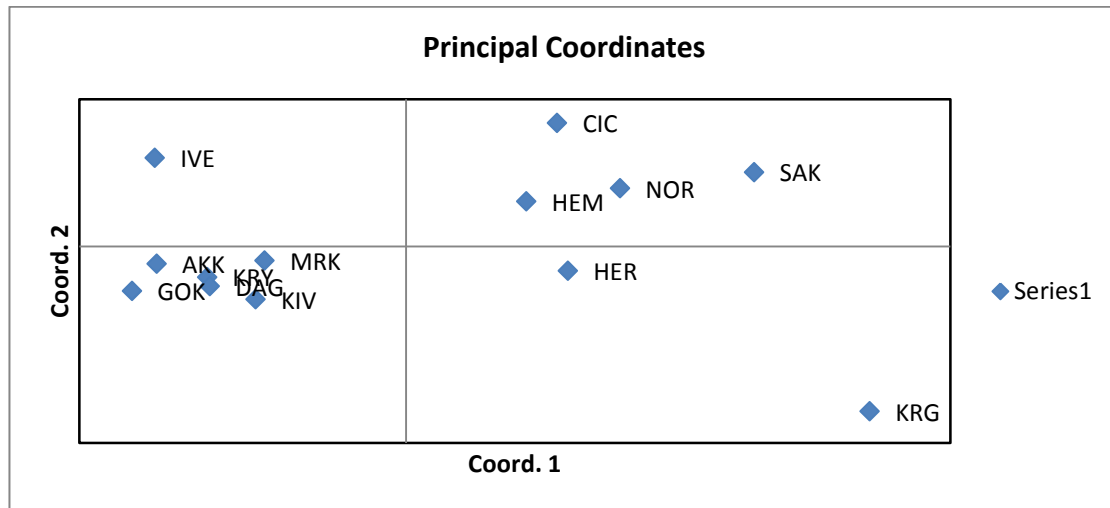 Principal Coordinates
CIC
IVE
SAK
NOR
HEM
Coord. 2
AKK
MRK
KRY
HER
GOK
DAG
KIV
Series1
KRG
Coord. 1